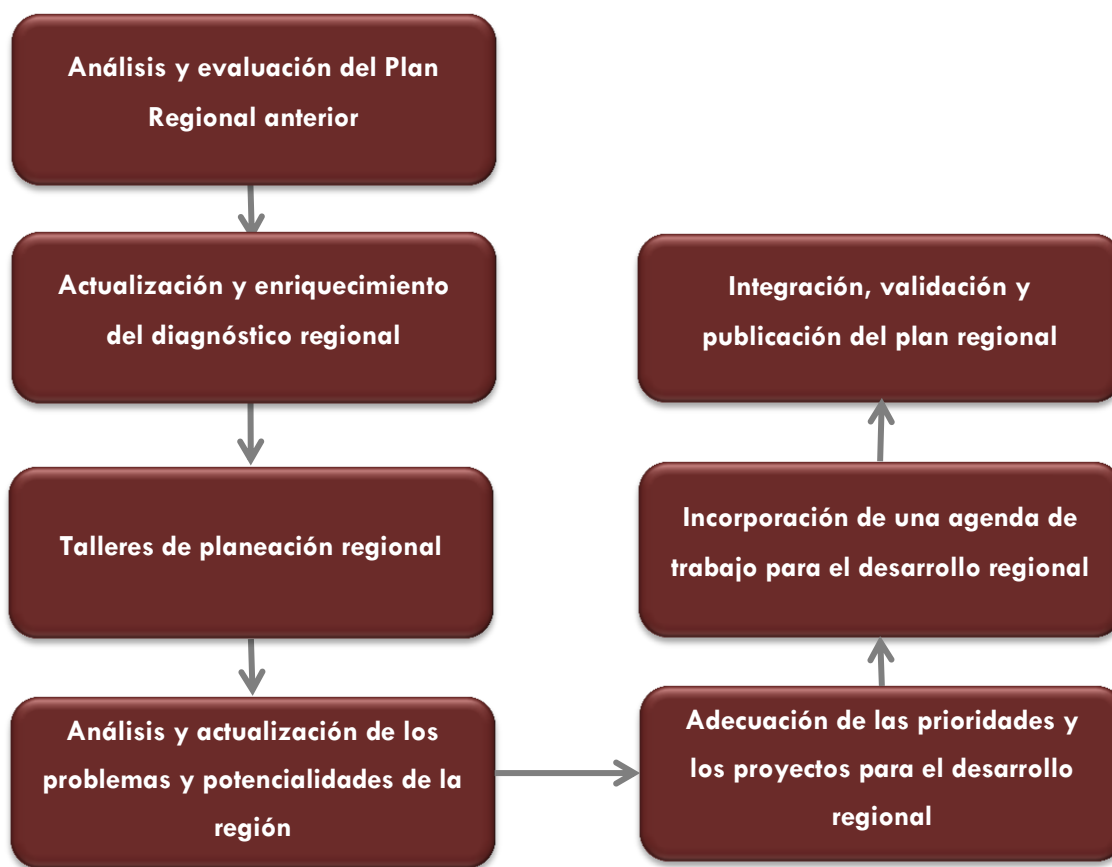 Análisis y evaluación del Plan
Regional anterior
Actualización y enriquecimiento
del diagnóstico regional
Talleres de planeación regional
Análisis y actualización de los
problemas y potencialidades de la
región
Adecuación de las prioridades y
los proyectos para el desarrollo
regional
Incorporación de una agenda de
trabajo para el desarrollo regional
Integración, validación y
publicación del plan regional